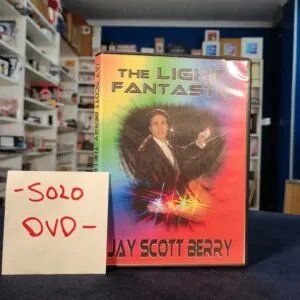 THE LIGHT
FANTASTIC
JAY SCOTT BERRY
- SOLO
DVD -